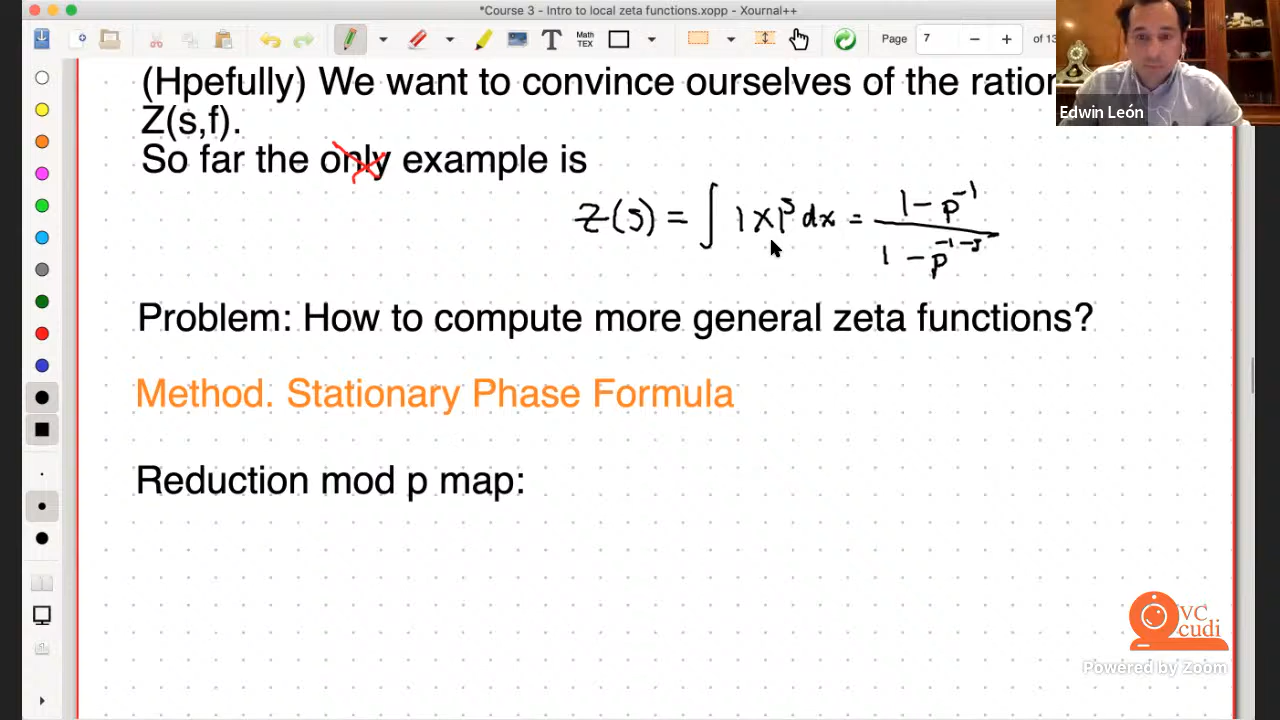 *Course 3 - Intro to local zeta functions.xopp - Xournal++
Math
TEX
Page 7 of 13
(Hpefully) We want to convince ourselves of the ration
Z(s,f).
So far the only example is
Z(s) = ∫ |x|^s dx = (1 - p^{-1}) / (1 - p^{-1-s})
Problem: How to compute more general zeta functions?
Method. Stationary Phase Formula
Reduction mod p map:
Edwin León
VC
cudi
Powered by Zoom